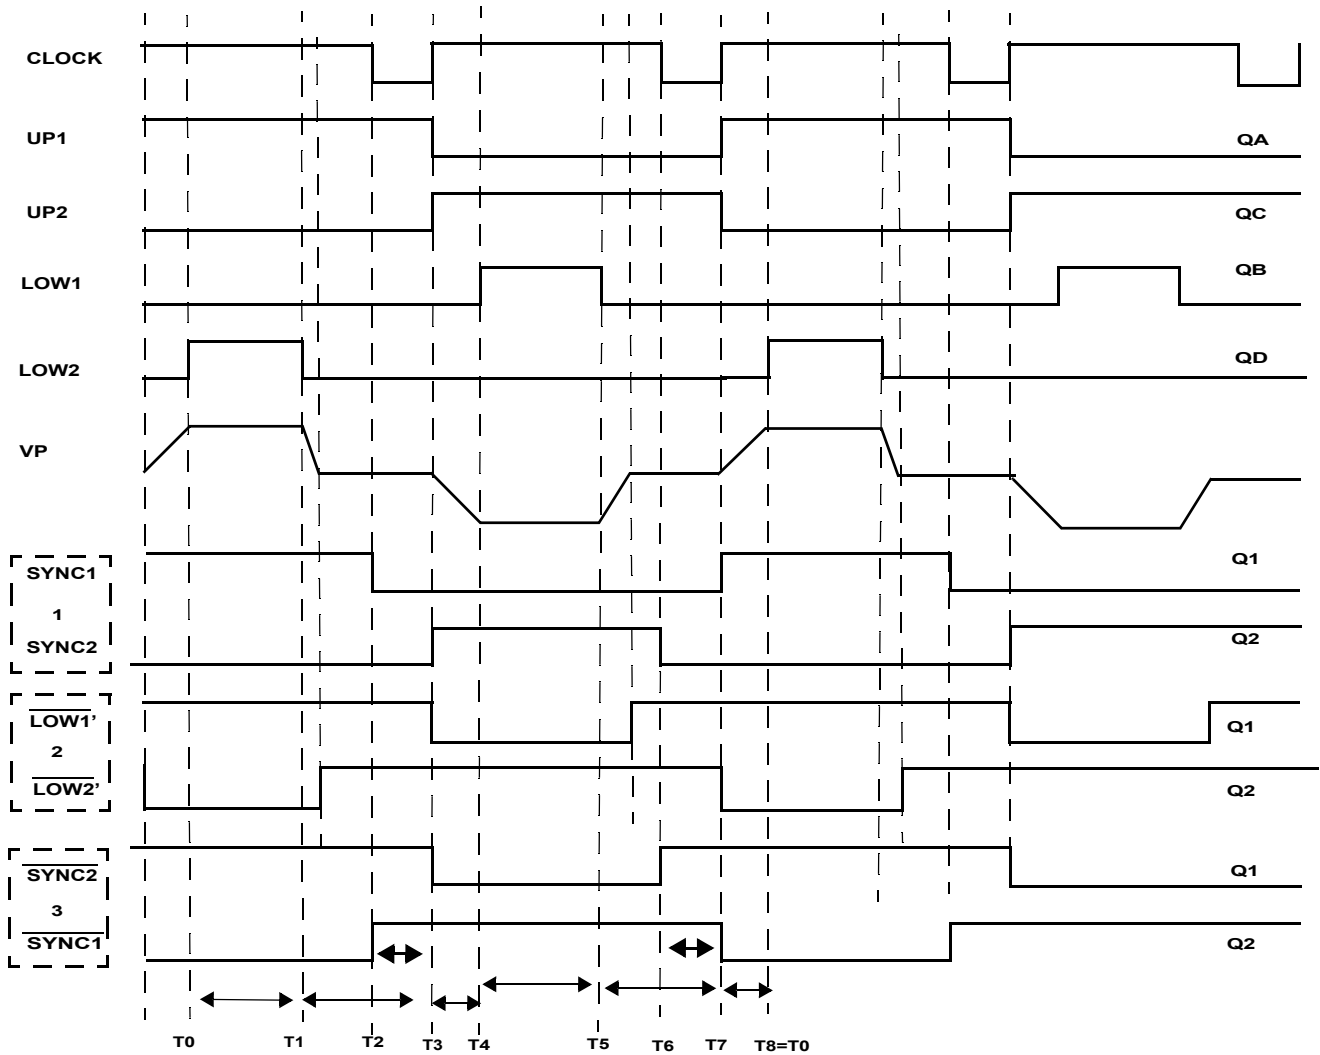 CLOCK
UP1 QA
UP2 QC
LOW1 QB
LOW2 QD
VP
SYNC1 Q1
1
SYNC2 Q2
LOW1’ Q1
2
LOW2’ Q2
SYNC2 Q1
3
SYNC1 Q2
T0 T1 T2 T3 T4 T5 T6 T7 T8=T0